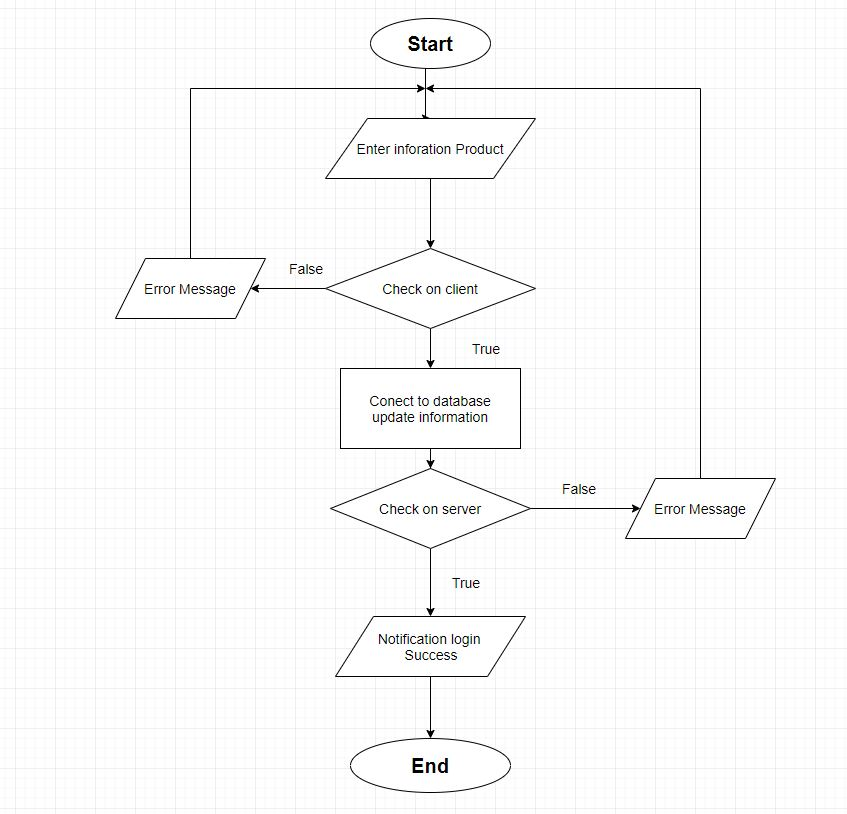 Start
Enter inforation Product
False
Error Message
Check on client
True
Conect to database
update information
False
Check on server
Error Message
True
Notification login
Success
End